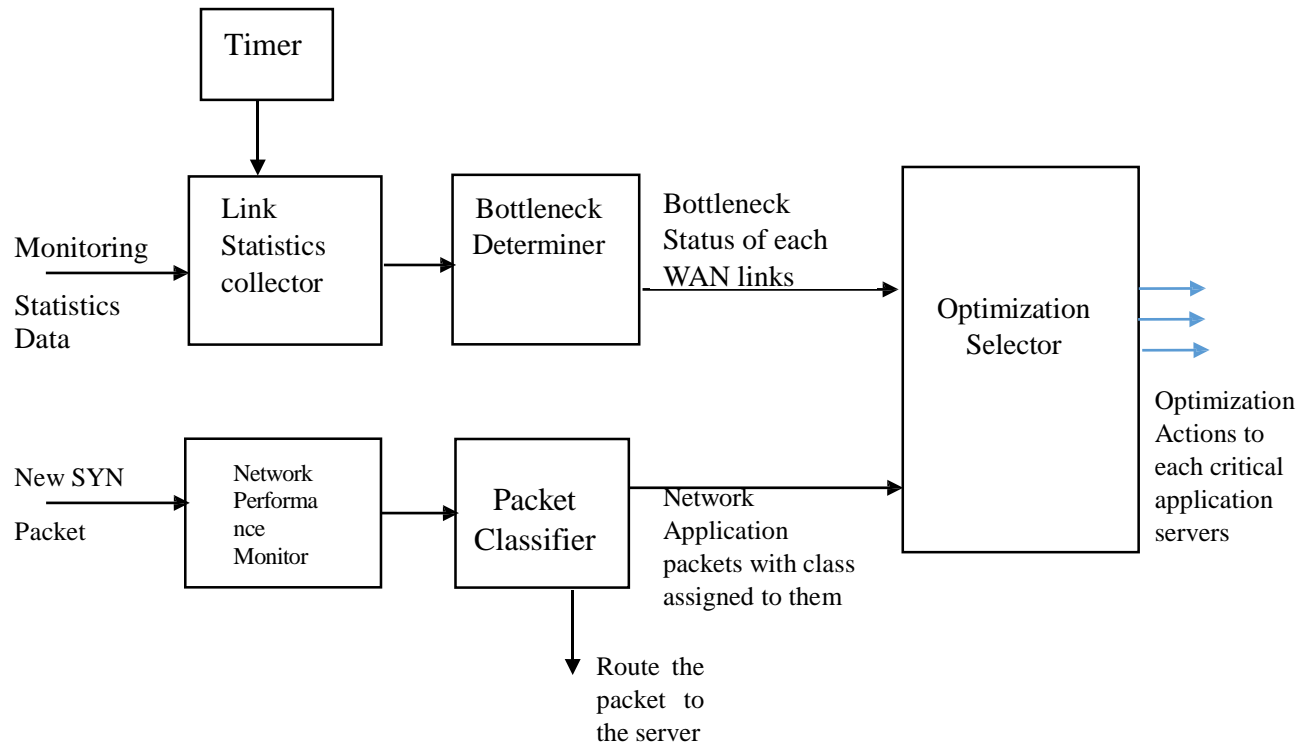 Timer
Link
Statistics
collector
Bottleneck
Determiner
Bottleneck
Status of each
WAN links
Monitoring
Statistics
Data
Optimization
Selector
Optimization
Actions to
each critical
application
servers
New SYN
Packet
Network
Performa
nce
Monitor
Packet
Classifier
Network
Application
packets with class
assigned to them
Route the
packet to
the server